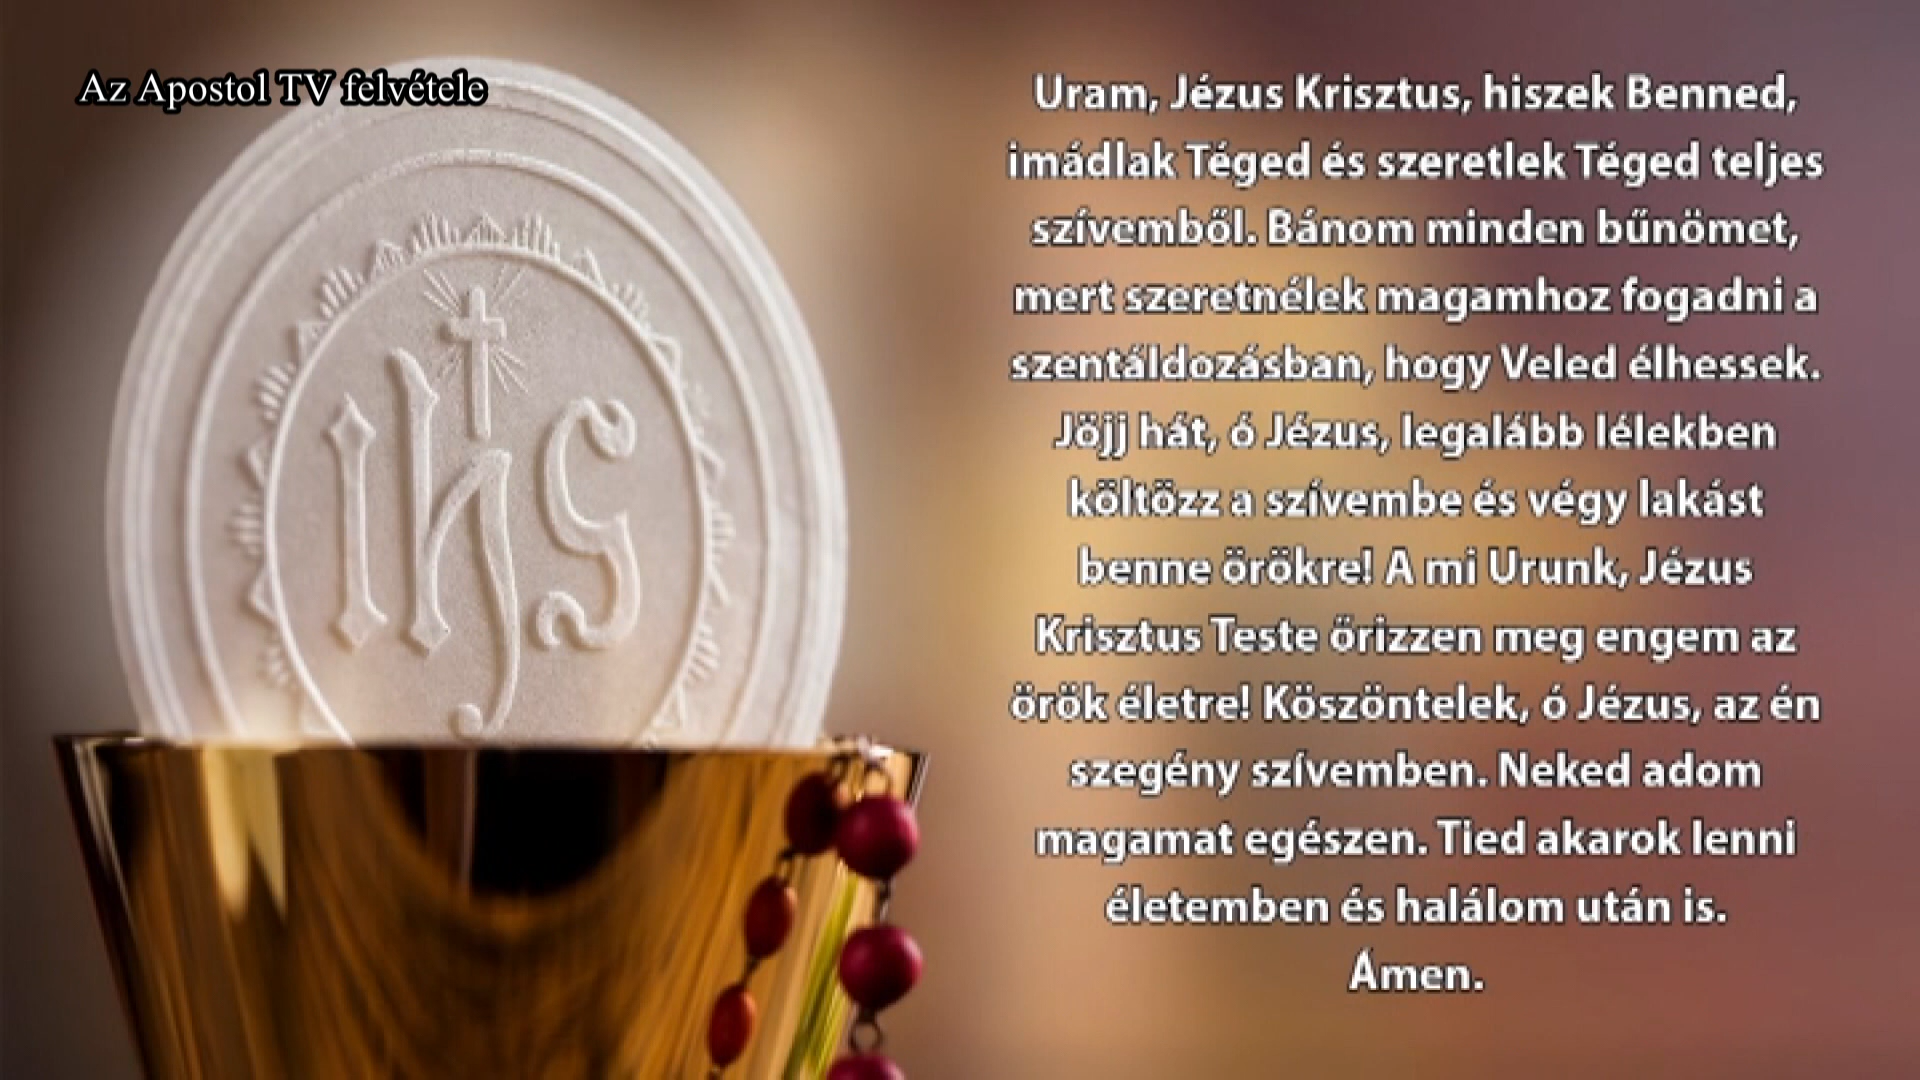 Az Apostol TV felvétele
Uram, Jézus Krisztus, hiszek Benned,
imádlak Téged és szeretlek Téged teljes
szívemből. Bánom minden bűnömet,
mert szeretnélek magamhoz fogadni a
szentáldozásban, hogy Veled élhessek.
Jöjj hát, ó Jézus, legalább lélekben
költözz a szívembe és végy lakást
benne örökre! A mi Urunk, Jézus
Krisztus Teste őrizzen meg engem az
örök életre! Köszöntelek, ó Jézus, az én
szegény szívemben. Neked adom
magamat egészen. Tied akarok lenni
életemben és halálom után is.
Ámen.
ihs